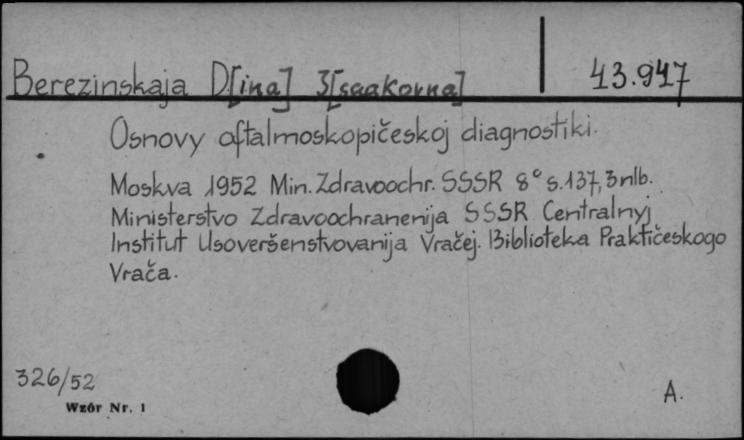 Berezinskaja D[ina] I[saakovna] 43.947
Osnovy oftalmoskopičeskoj diagnostiki.
Moskva 1952 Min. Zdravoochr. SSSR 8° s.137, 3 nlb.
Ministerstvo Zdravoochranenija SSSR Centralnyj
Institut Usoveršenstvovanija Vračej. Biblioteka Praktičeskogo
Vrača.
326/52
A.
Wzór Nr. 1